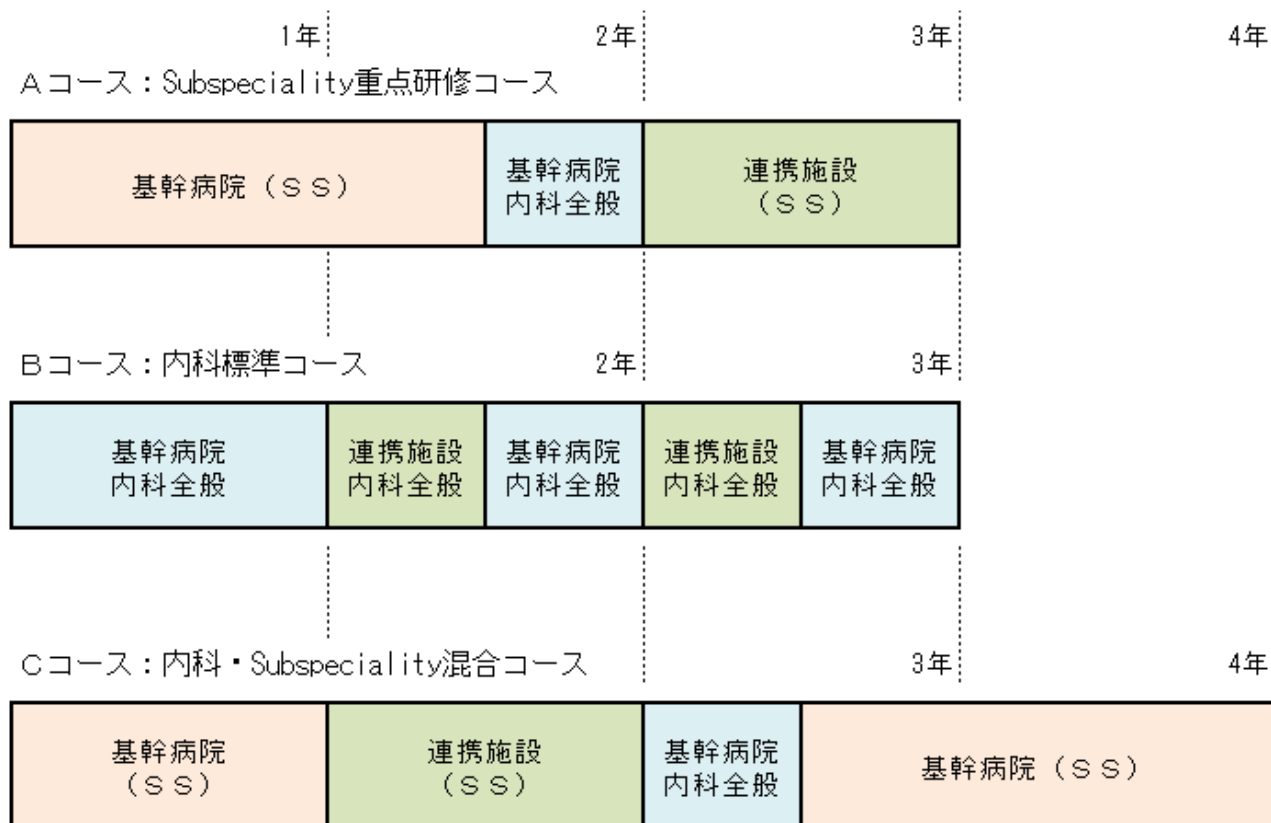 1年 2年 3年 4年
Aコース：Subspeciality重点研修コース
基幹病院（ＳＳ）
基幹病院
内科全般
連携施設
（ＳＳ）
Bコース：内科標準コース 2年 3年
基幹病院
内科全般
連携施設
内科全般
基幹病院
内科全般
連携施設
内科全般
基幹病院
内科全般
Cコース：内科・Subspeciality混合コース 3年 4年
基幹病院
（ＳＳ）
連携施設
（ＳＳ）
基幹病院
内科全般
基幹病院（ＳＳ）